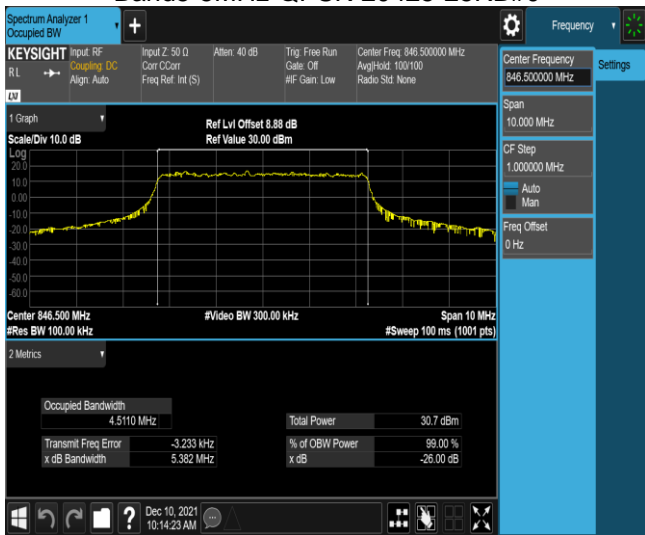 Spectrum Analyzer 1
Occupied BW
Frequency
KEYSIGHT
R L
Input: RF
Coupling: DC
Align: Auto
Input Z: 50 Ω
Corr CCorr
Freq Ref: Int (S)
Atten: 40 dB
Trig: Free Run
Gate: Off
#IF Gain: Low
Center Freq: 846.500000 MHz
Avg|Hold: 100/100
Radio Std: None
Center Frequency
846.500000 MHz
Settings
Span
10.000 MHz
CF Step
1.000000 MHz
Auto
Man
Freq Offset
0 Hz
1 Graph
Scale/Div 10.0 dB
Ref Lvl Offset 8.88 dB
Ref Value 30.00 dBm
Log
20.0
10.0
0.00
-10.0
-20.0
-30.0
-40.0
-50.0
-60.0
Center 846.500 MHz
#Res BW 100.00 kHz
#Video BW 300.00 kHz
Span 10 MHz
#Sweep 100 ms (1001 pts)
2 Metrics
Occupied Bandwidth
4.5110 MHz
Total Power 30.7 dBm
Transmit Freq Error -3.233 kHz
% of OBW Power 99.00 %
x dB Bandwidth 5.382 MHz
x dB -26.00 dB
Dec 10, 2021
10:14:23 AM